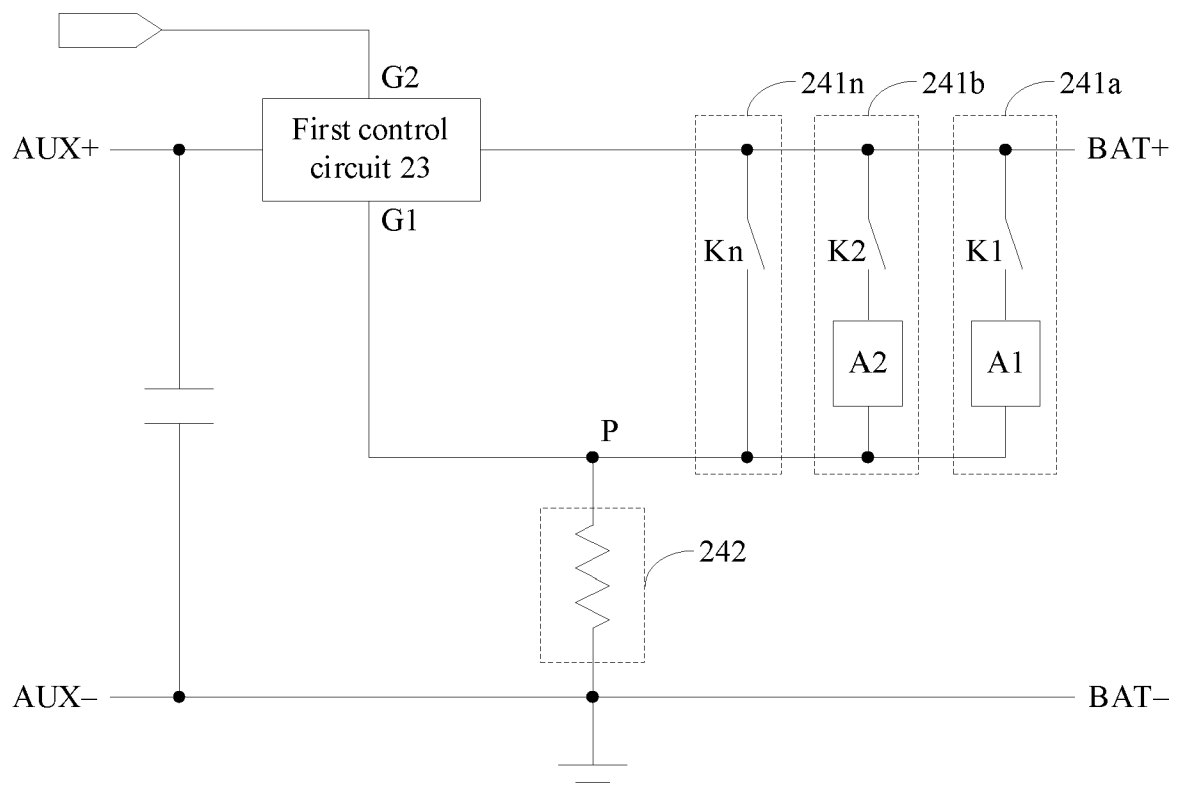 G2
241n
241b
241a
AUX+
First control
circuit 23
BAT+
G1
Kn
K2
K1
A2
A1
P
242
AUX–
BAT–